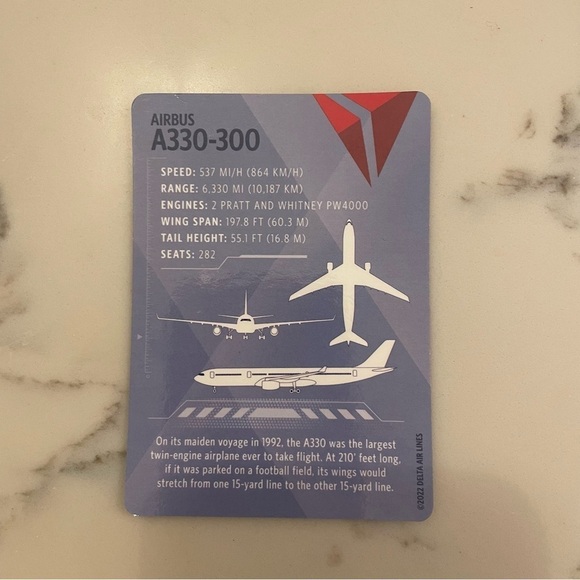 AIRBUS
A330-300
SPEED: 537 MI/H (864 KM/H)
RANGE: 6,330 MI (10,187 KM)
ENGINES: 2 PRATT AND WHITNEY PW4000
WING SPAN: 197.8 FT (60.3 M)
TAIL HEIGHT: 55.1 FT (16.8 M)
SEATS: 282
On its maiden voyage in 1992, the A330 was the largest
twin-engine airplane ever to take flight. At 210' feet long,
if it was parked on a football field, its wings would
stretch from one 15-yard line to the other 15-yard line.
©2022 DELTA AIR LINES